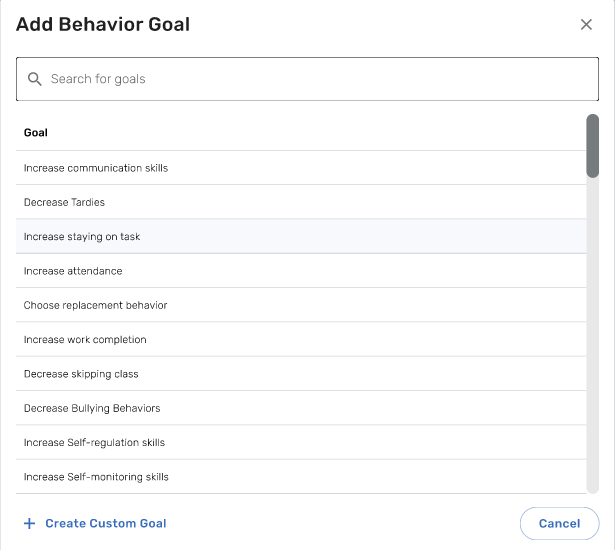 Add Behavior Goal
Search for goals
Goal
Increase communication skills
Decrease Tardies
Increase staying on task
Increase attendance
Choose replacement behavior
Increase work completion
Decrease skipping class
Decrease Bullying Behaviors
Increase Self-regulation skills
Increase Self-monitoring skills
Create Custom Goal
Cancel